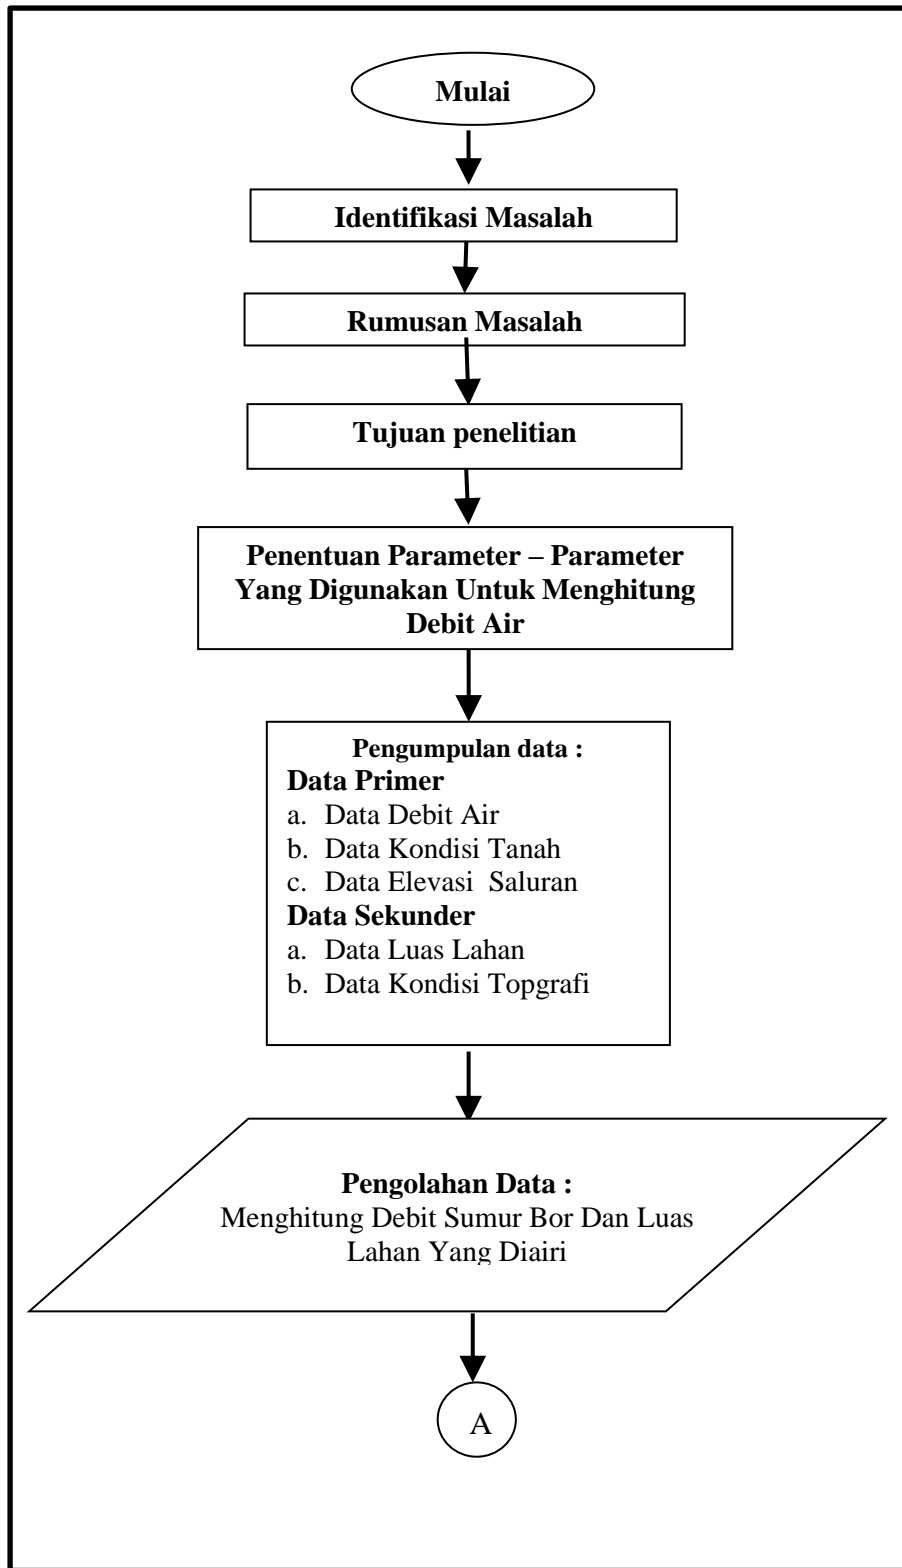 Mulai
Identifikasi Masalah
Rumusan Masalah
Tujuan penelitian
Penentuan Parameter – Parameter
Yang Digunakan Untuk Menghitung
Debit Air
Pengumpulan data :
Data Primer
a. Data Debit Air
b. Data Kondisi Tanah
c. Data Elevasi Saluran
Data Sekunder
a. Data Luas Lahan
b. Data Kondisi Topgrafi
Pengolahan Data :
Menghitung Debit Sumur Bor Dan Luas
Lahan Yang Diairi
A